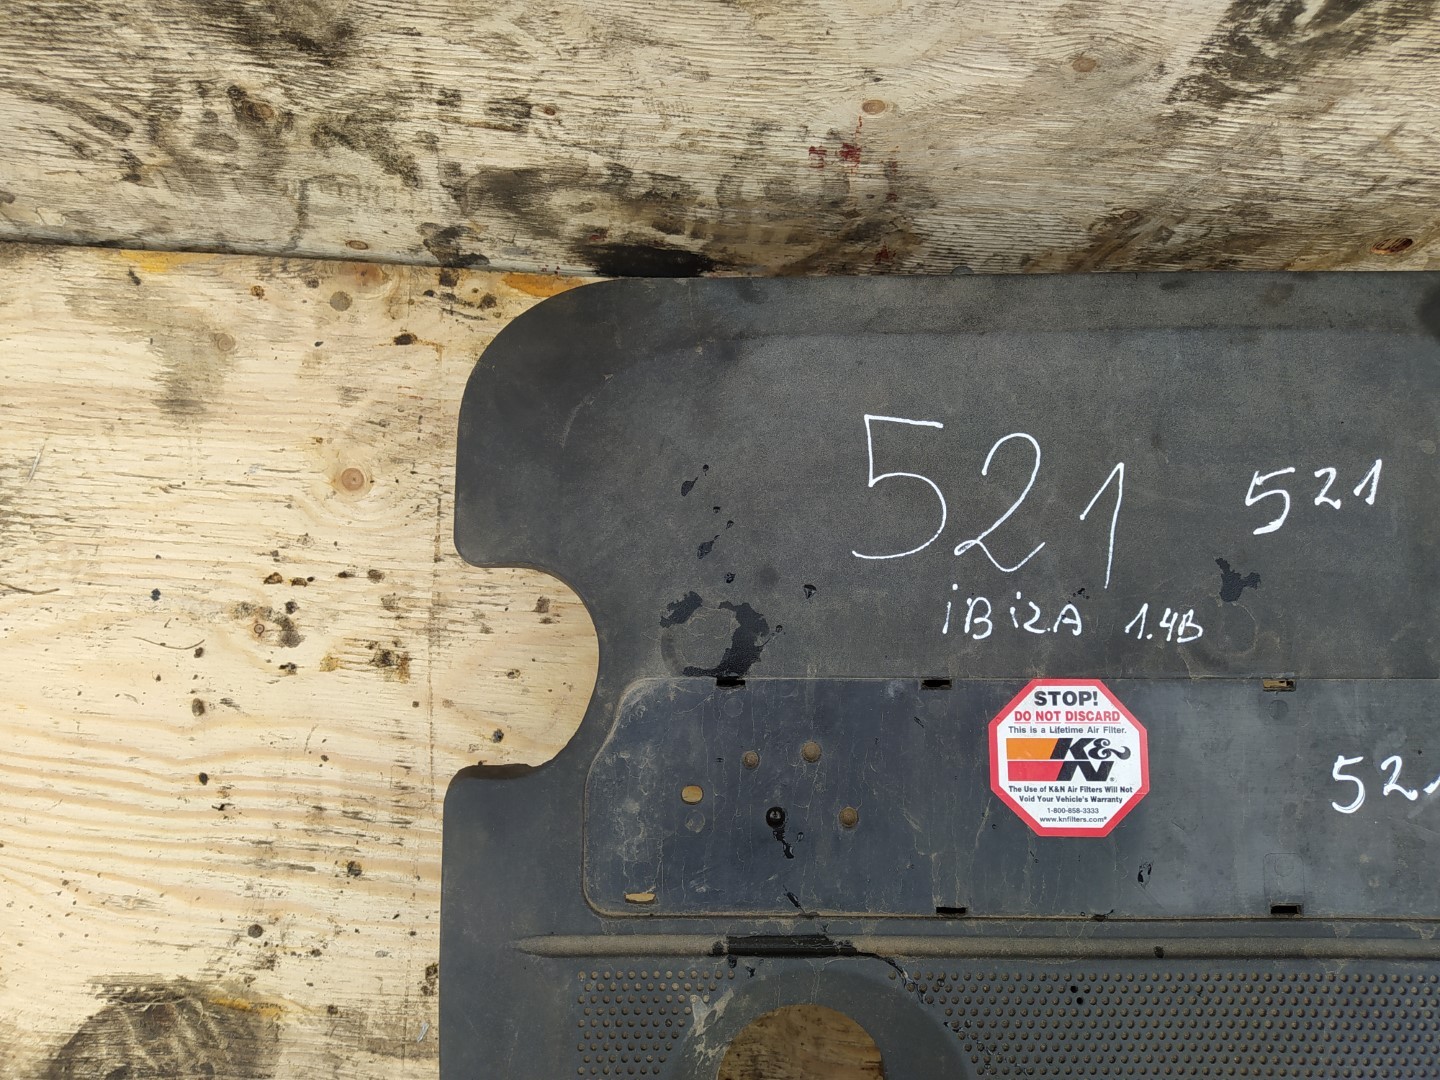 521
521
iBiZA 1.4B
STOP!
DO NOT DISCARD
This is a Lifetime Air Filter.
K&N®
The Use of K&N Air Filters Will Not
Void Your Vehicle's Warranty
1-800-858-3333
www.knfilters.com®
521